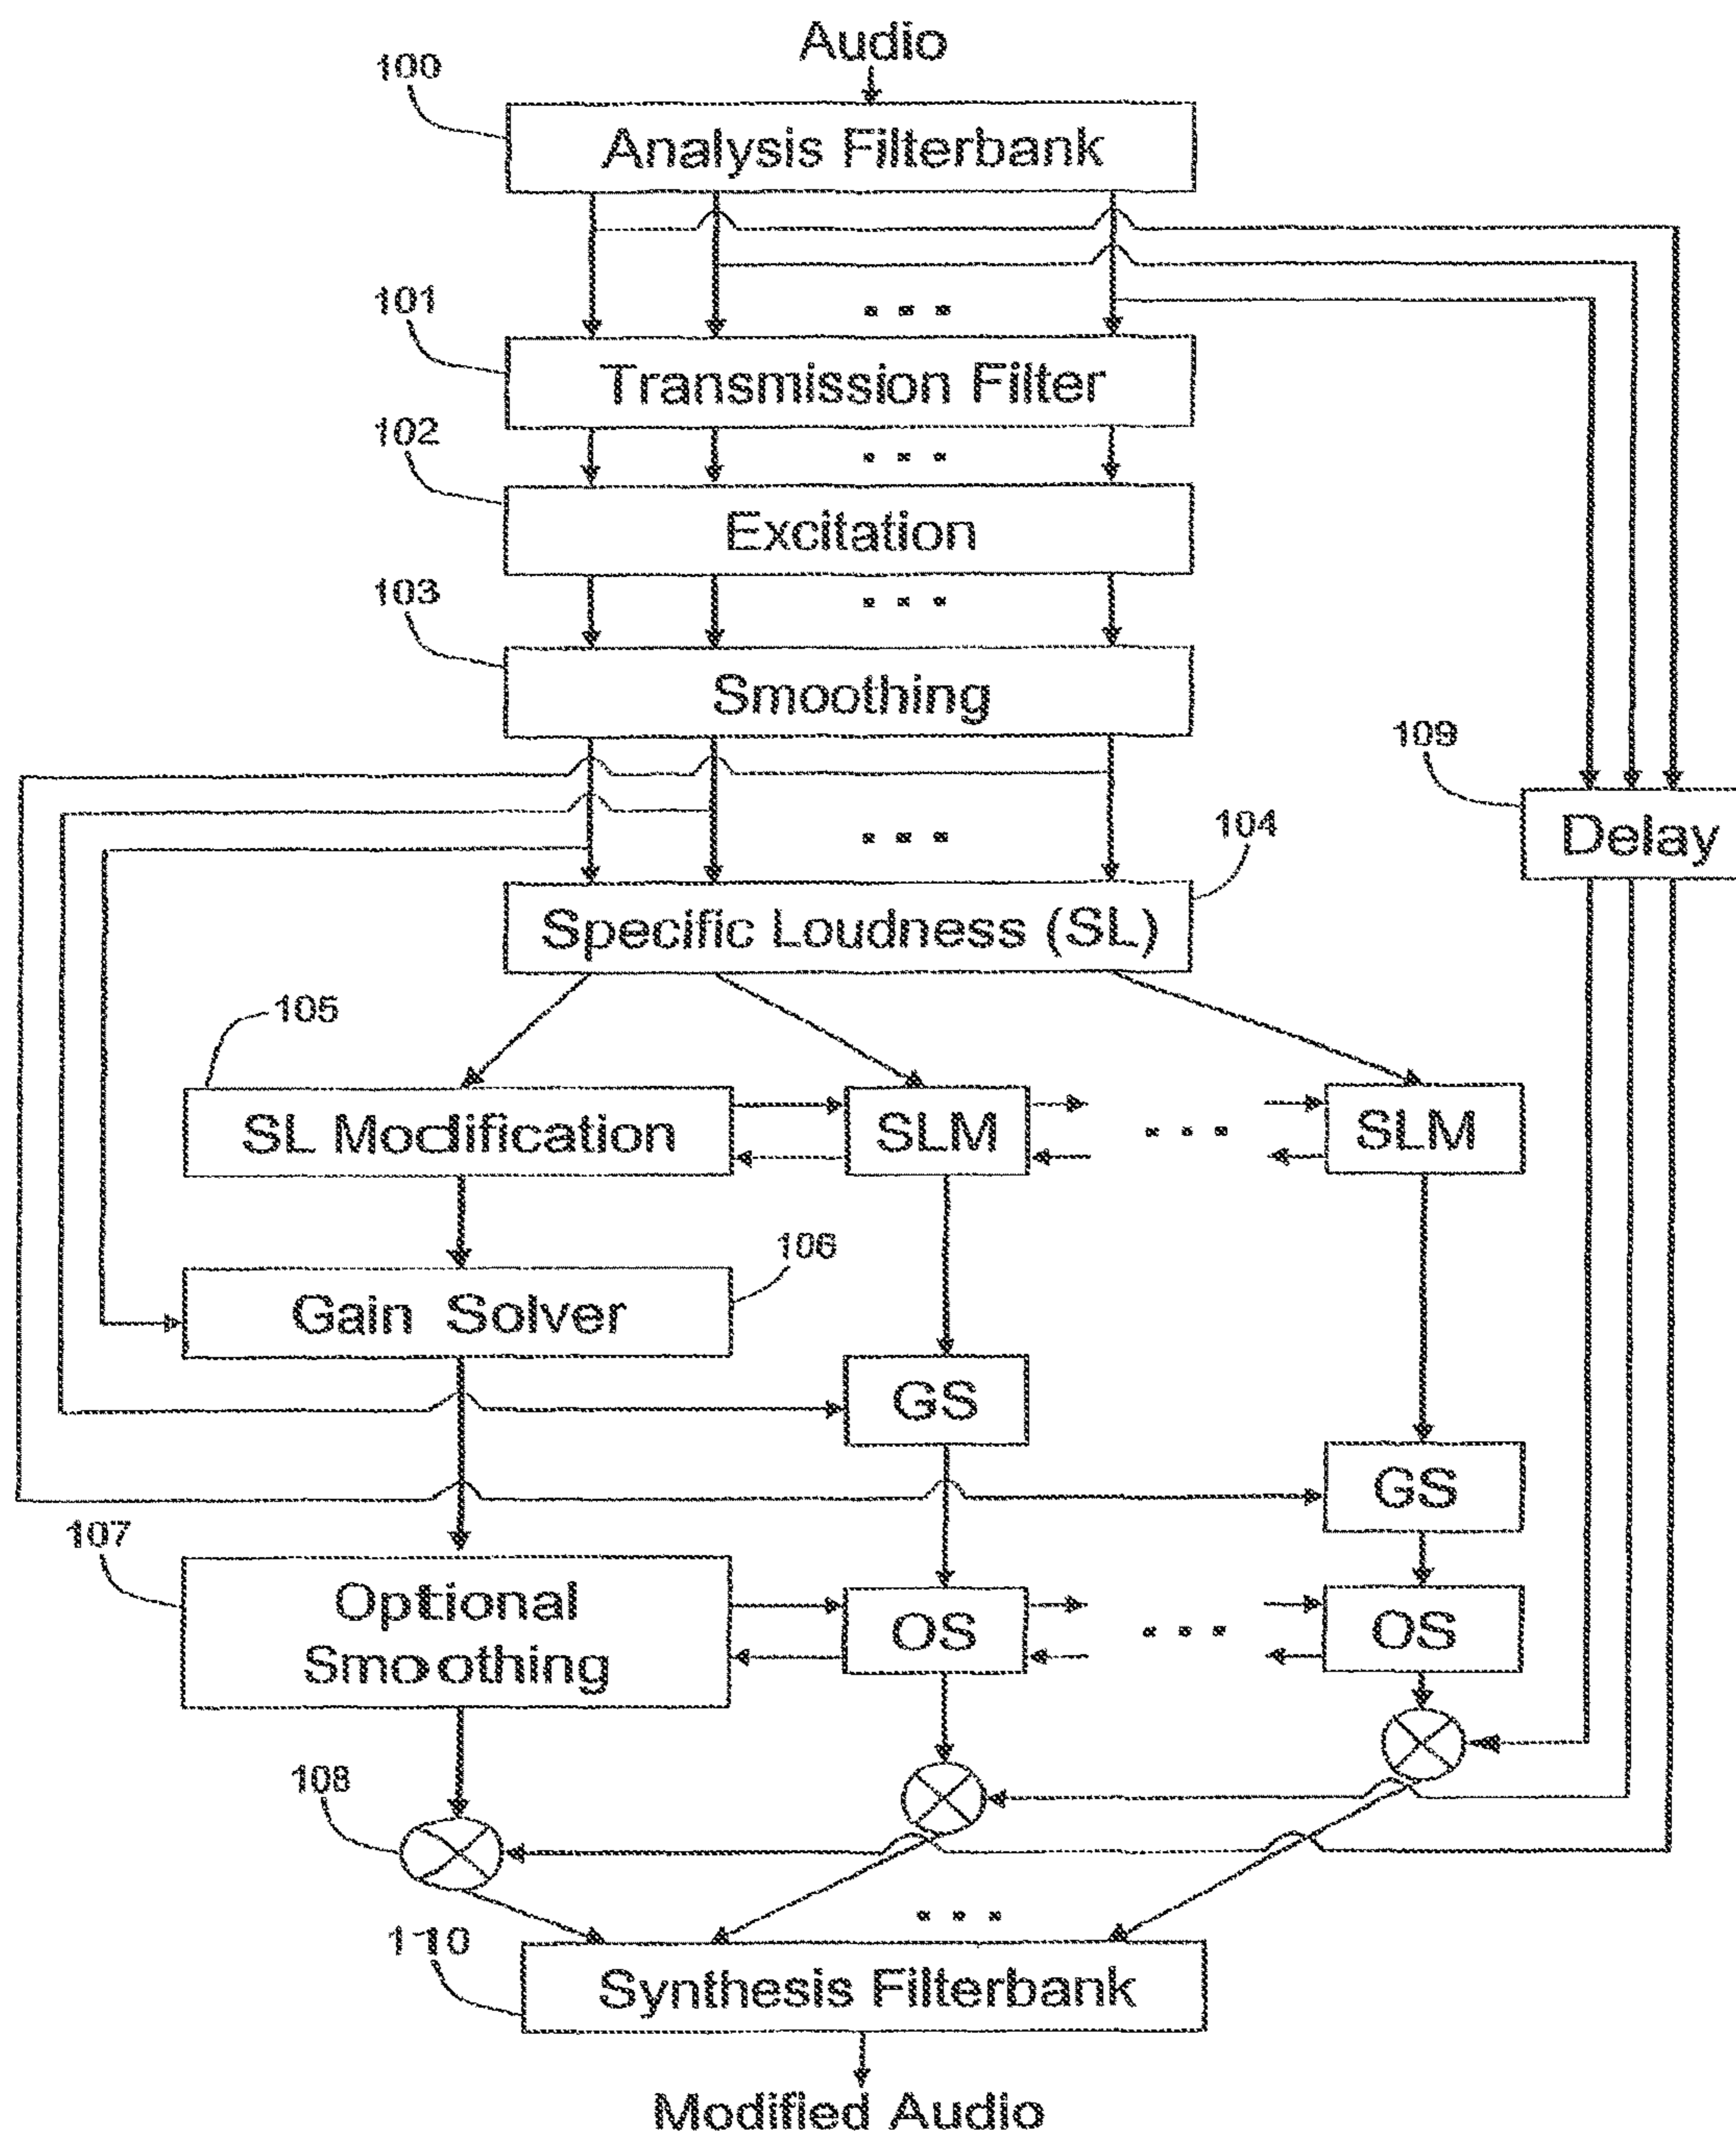 Audio
100
Analysis Filterbank
101
Transmission Filter
102
Excitation
103
Smoothing
109
Delay
104
Specific Loudness (SL)
105
SL Modification
SLM
SLM
106
Gain Solver
GS
GS
107
Optional
Smoothing
OS
OS
108
110
Synthesis Filterbank
Modified Audio